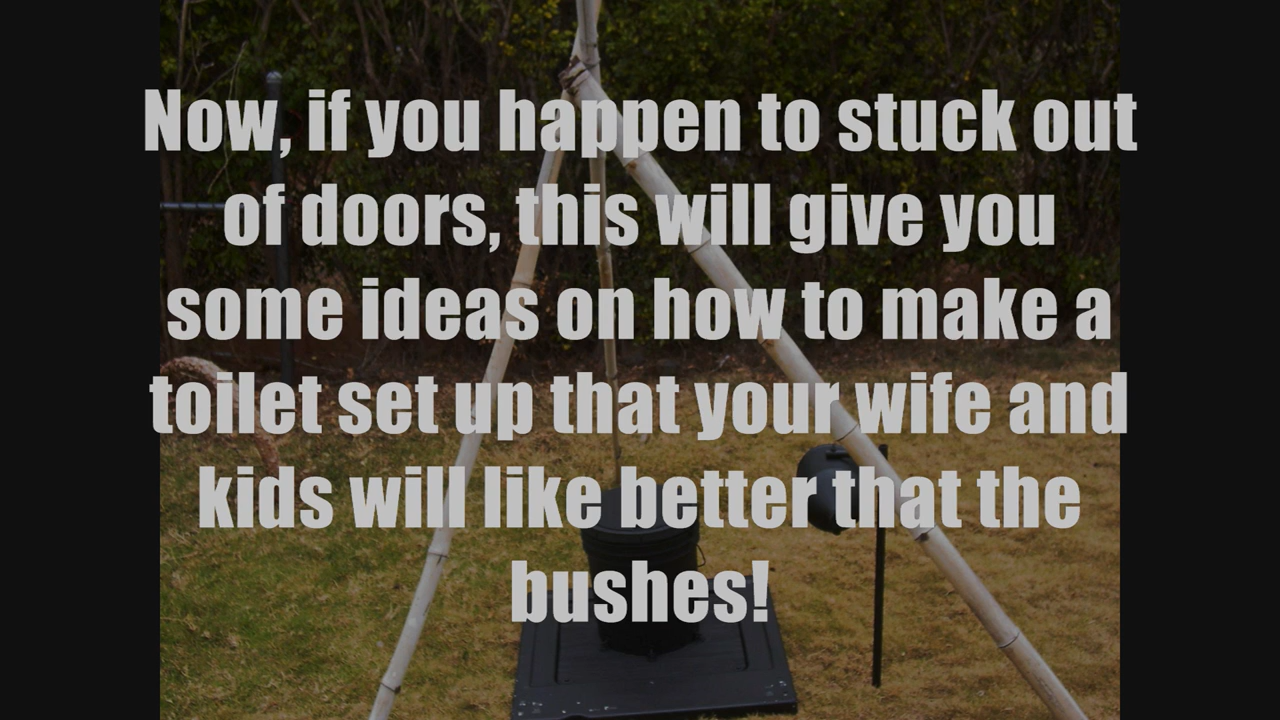 Now, if you happen to stuck out
of doors, this will give you
some ideas on how to make a
toilet set up that your wife and
kids will like better that the
bushes!